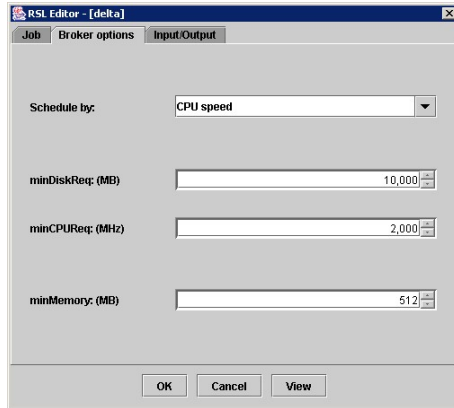 RSL Editor - [delta]
Job Broker options Input/Output
Schedule by: CPU speed
minDiskReq: (MB) 10,000
minCPUReq: (MHz) 2,000
minMemory: (MB) 512
OK Cancel View